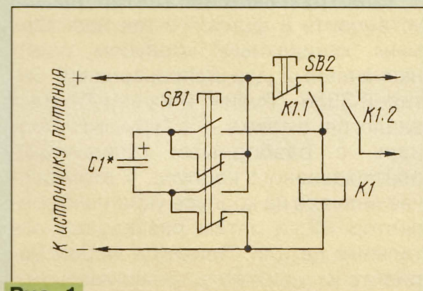 +
SB1
SB2
K1.1
K1.2
К источнику питания
C1*
+
K1
−
Рис. 1